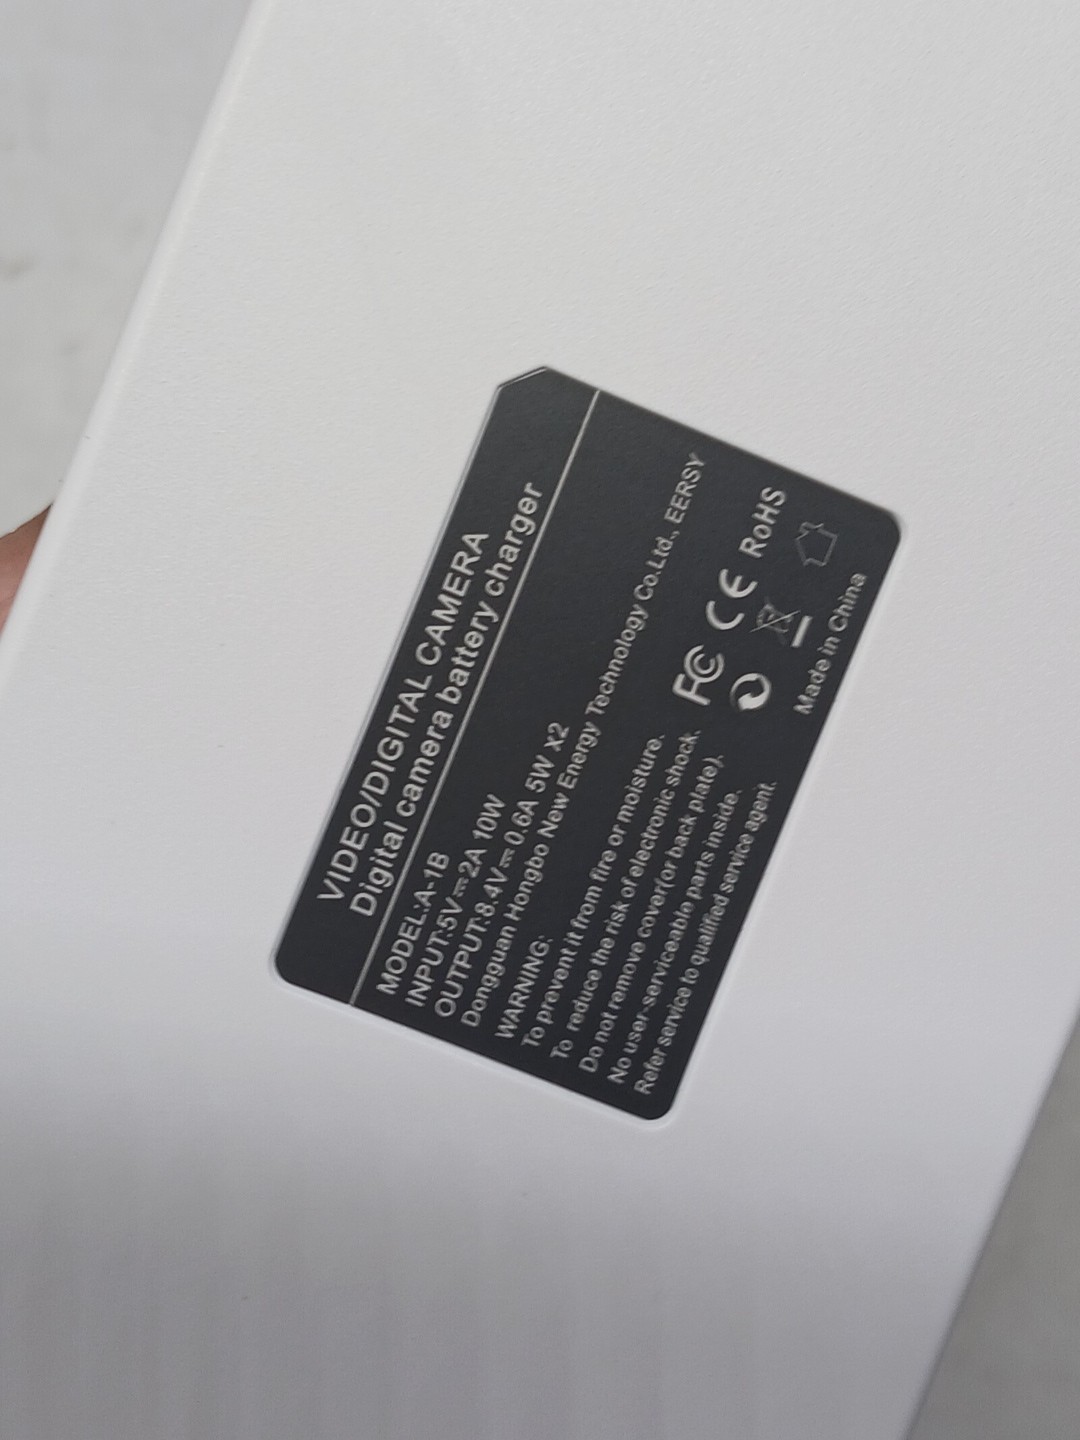 VIDEO/DIGITAL CAMERA
Digital camera battery charger
MODEL:A-1B
INPUT:5V⎓2A 10W
OUTPUT:8.4V⎓0.6A 5W X2
Dongguan Hongbo New Energy Technology Co.Ltd., EERSY
WARNING:
To prevent it from fire or moisture.
To reduce the risk of electronic shock.
Do not remove cover(or back plate).
No user-serviceable parts inside.
Refer service to qualified service agent.
FC CE RoHS
Made in China